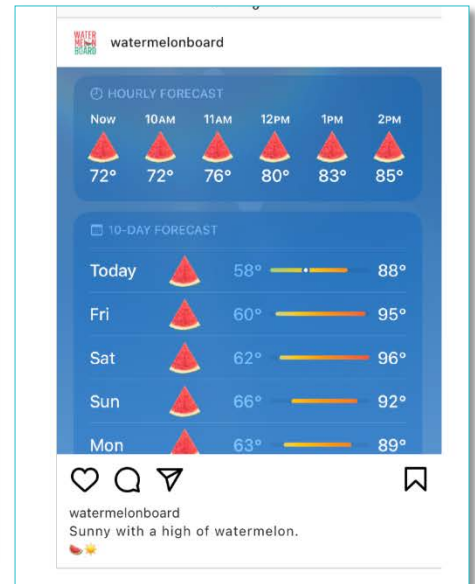 WATER
MELON
BOARD
watermelonboard
HOURLY FORECAST
Now 10AM 11AM 12PM 1PM 2PM
72° 72° 76° 80° 83° 85°
10-DAY FORECAST
Today 58° 88°
Fri 60° 95°
Sat 62° 96°
Sun 66° 92°
Mon 63° 89°
watermelonboard
Sunny with a high of watermelon.
🍉☀️